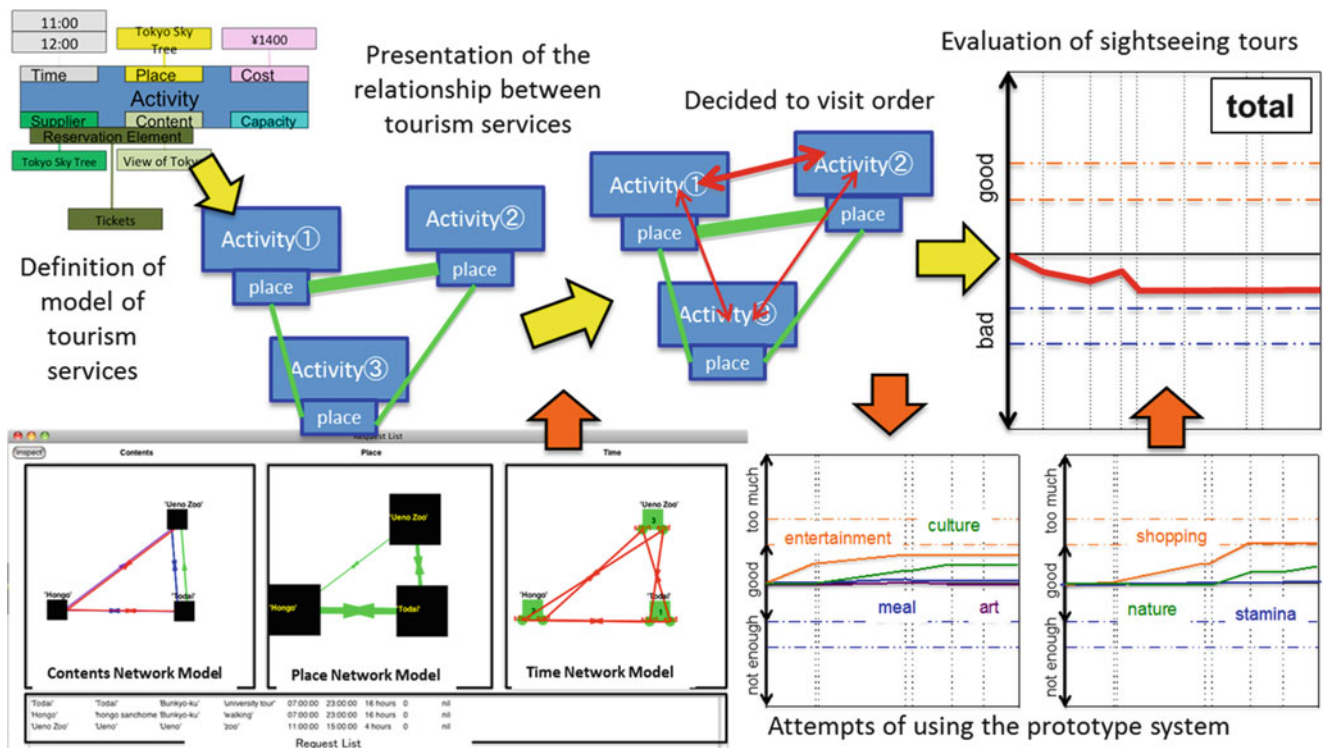 11:00
12:00
Tokyo Sky
Tree
¥1400
Time
Place
Cost
Activity
Supplier
Content
Capacity
Reservation Element
Tokyo Sky Tree
View of Tokyo
Tickets
Definition of
model of
tourism
services
Presentation of the
relationship between
tourism services
Activity①
place
Activity②
place
Activity③
place
Decided to visit order
Activity①
place
Activity②
place
Activity③
place
Evaluation of sightseeing tours
total
good
bad
Request List
Inspect
Contents
Place
Time
'Ueno Zoo'
'Hongo'
'Todai'
Contents Network Model
'Ueno Zoo'
'Hongo'
'Todai'
Place Network Model
'Ueno Zoo'
3
'Hongo'
'Todai'
1
Time Network Model
'Todai' 'Todai' 'Bunkyo-ku' 'university tour' 07:00:00 23:00:00 16 hours 0 nil
'Hongo' 'hongo sanchome 'Bunkyo-ku' 'walking' 07:00:00 23:00:00 16 hours 0 nil
'Ueno Zoo' 'Ueno' 'Ueno' 'zoo' 11:00:00 15:00:00 4 hours 0 nil
Request List
too much
good
not enough
entertainment
culture
meal
art
too much
good
not enough
shopping
nature
stamina
Attempts of using the prototype system